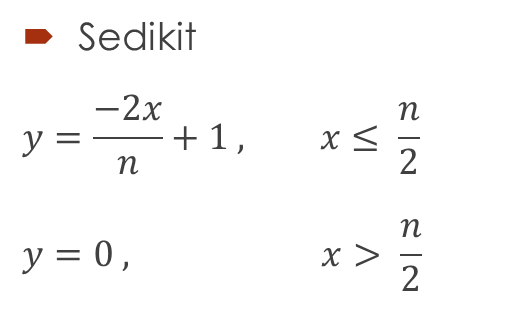 Sedikit
y = −2x/n + 1 , x ≤ n/2
y = 0 , x > n/2